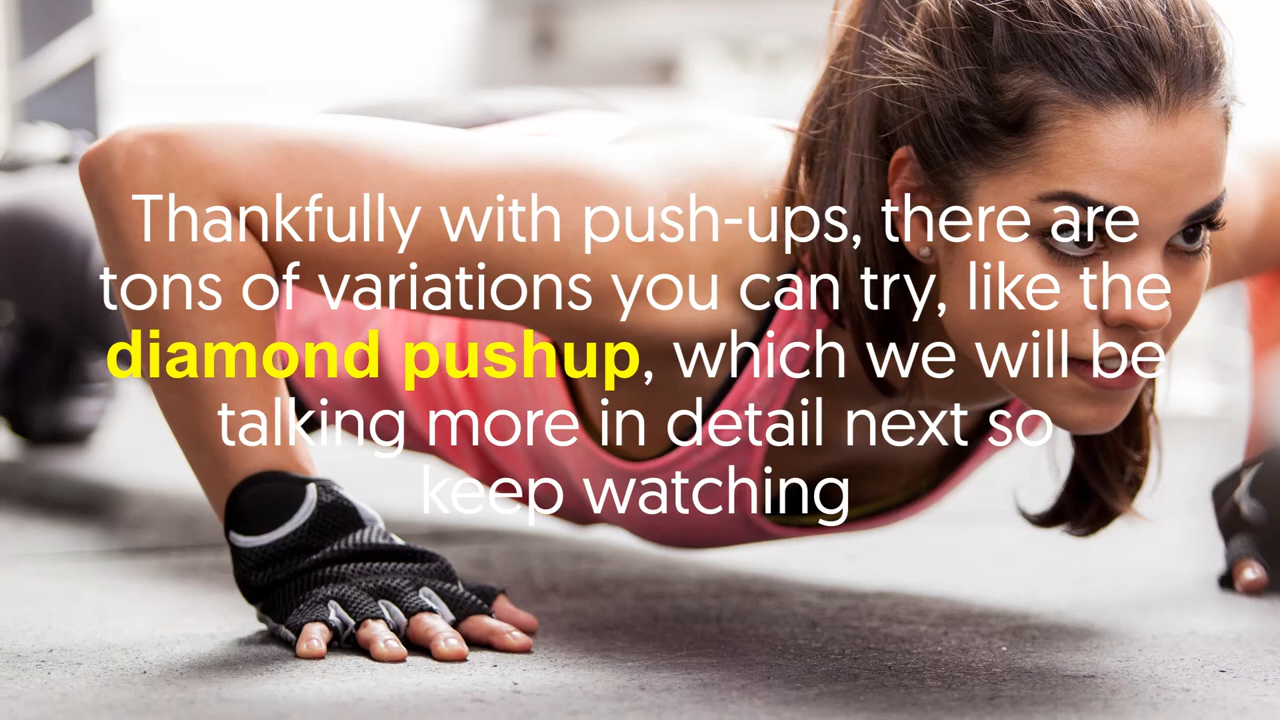 Thankfully with push-ups, there are
tons of variations you can try, like the
diamond pushup, which we will be
talking more in detail next so
keep watching